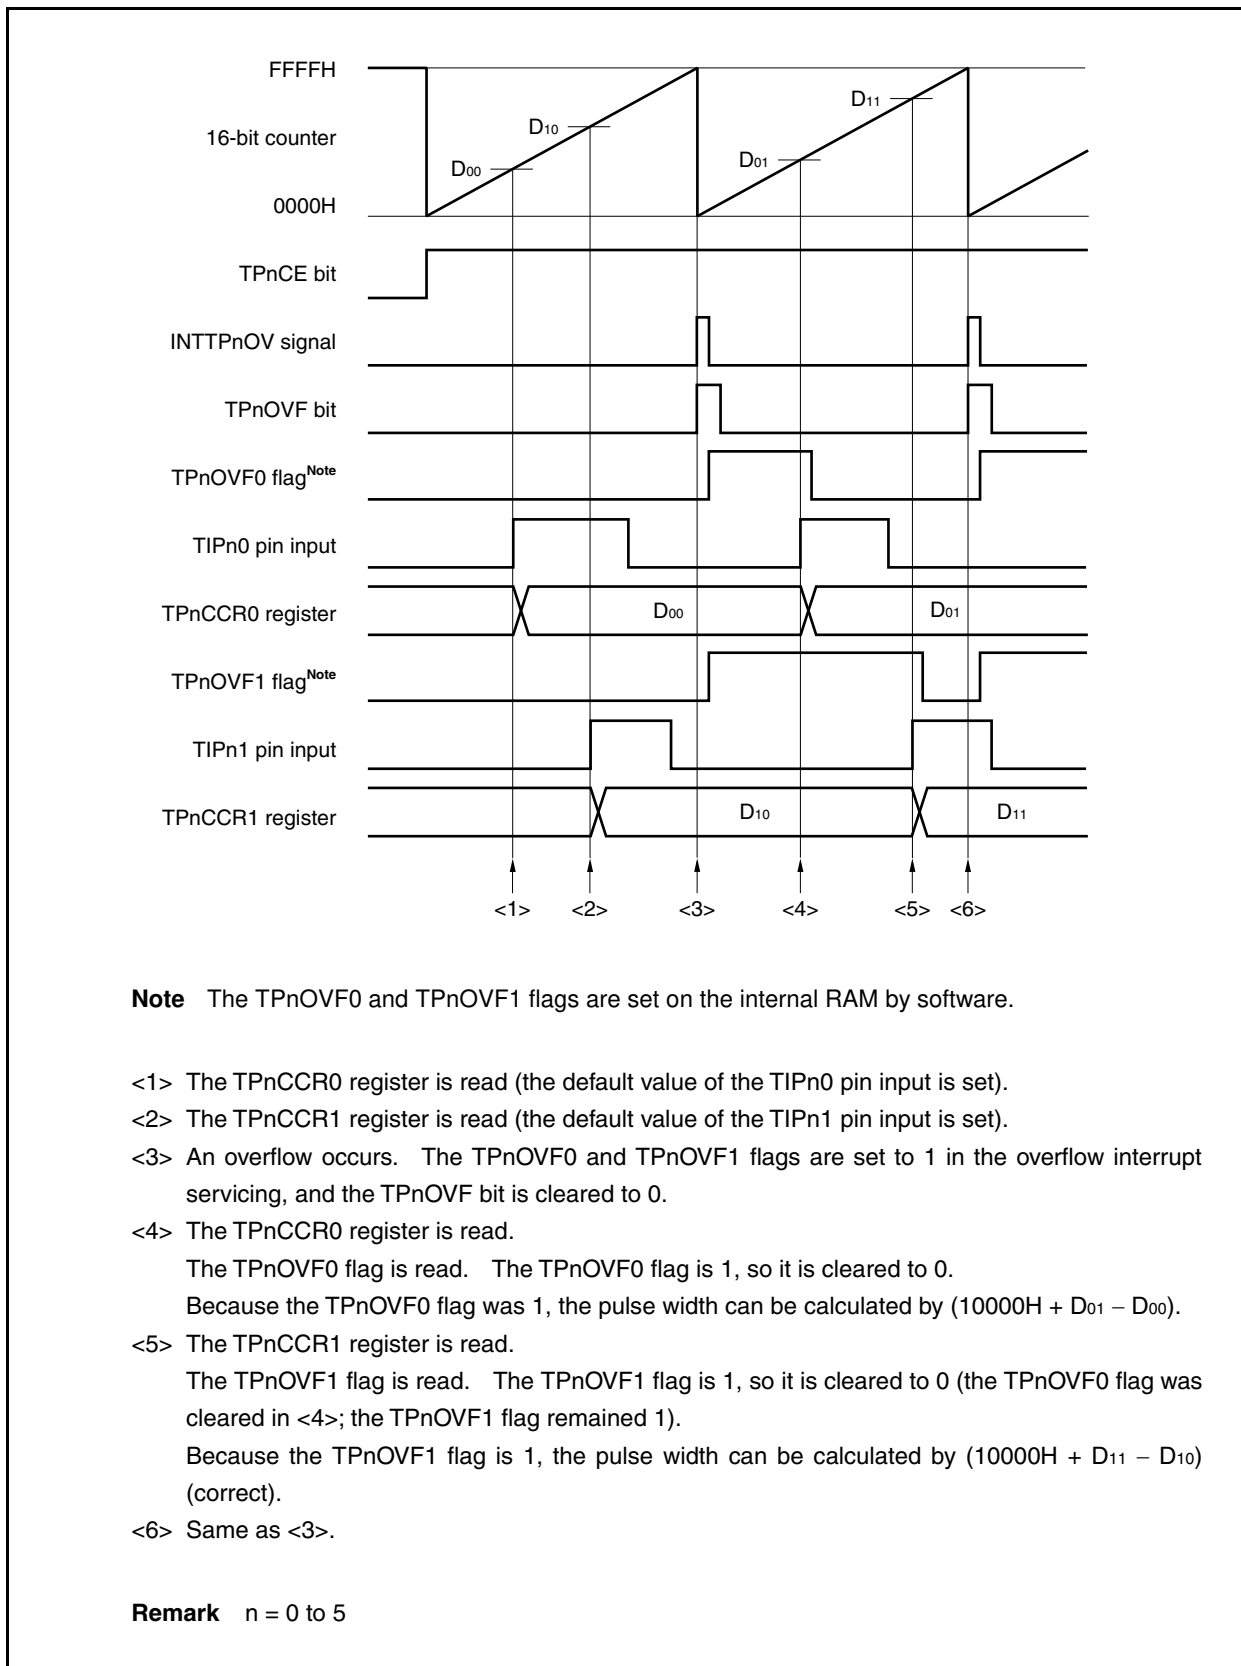 FFFFH
D11
D10
16-bit counter
D01
D00
0000H
TPnCE bit
INTTPnOV signal
TPnOVF bit
TPnOVF0 flagNote
TIPn0 pin input
TPnCCR0 register
D00
D01
TPnOVF1 flagNote
TIPn1 pin input
TPnCCR1 register
D10
D11
<1> <2> <3> <4> <5> <6>
Note The TPnOVF0 and TPnOVF1 flags are set on the internal RAM by software.
<1> The TPnCCR0 register is read (the default value of the TIPn0 pin input is set).
<2> The TPnCCR1 register is read (the default value of the TIPn1 pin input is set).
<3> An overflow occurs. The TPnOVF0 and TPnOVF1 flags are set to 1 in the overflow interrupt
servicing, and the TPnOVF bit is cleared to 0.
<4> The TPnCCR0 register is read.
The TPnOVF0 flag is read. The TPnOVF0 flag is 1, so it is cleared to 0.
Because the TPnOVF0 flag was 1, the pulse width can be calculated by (10000H + D01 − D00).
<5> The TPnCCR1 register is read.
The TPnOVF1 flag is read. The TPnOVF1 flag is 1, so it is cleared to 0 (the TPnOVF0 flag was
cleared in <4>; the TPnOVF1 flag remained 1).
Because the TPnOVF1 flag is 1, the pulse width can be calculated by (10000H + D11 − D10)
(correct).
<6> Same as <3>.
Remark n = 0 to 5